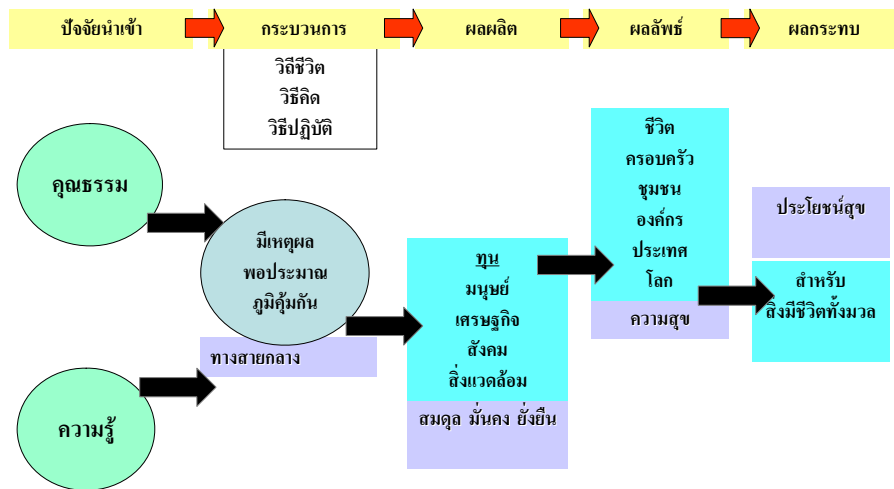 ปัจจัยนำเข้า
กระบวนการ
ผลผลิต
ผลลัพธ์
ผลกระทบ
วิถีชีวิต
วิธีคิด
วิธีปฏิบัติ
คุณธรรม
มีเหตุผล
พอประมาณ
ภูมิคุ้มกัน
ทางสายกลาง
ความรู้
ทุน
มนุษย์
เศรษฐกิจ
สังคม
สิ่งแวดล้อม
สมดุล มั่นคง ยั่งยืน
ชีวิต
ครอบครัว
ชุมชน
องค์กร
ประเทศ
โลก
ความสุข
ประโยชน์สุข
สำหรับ
สิ่งมีชีวิตทั้งมวล